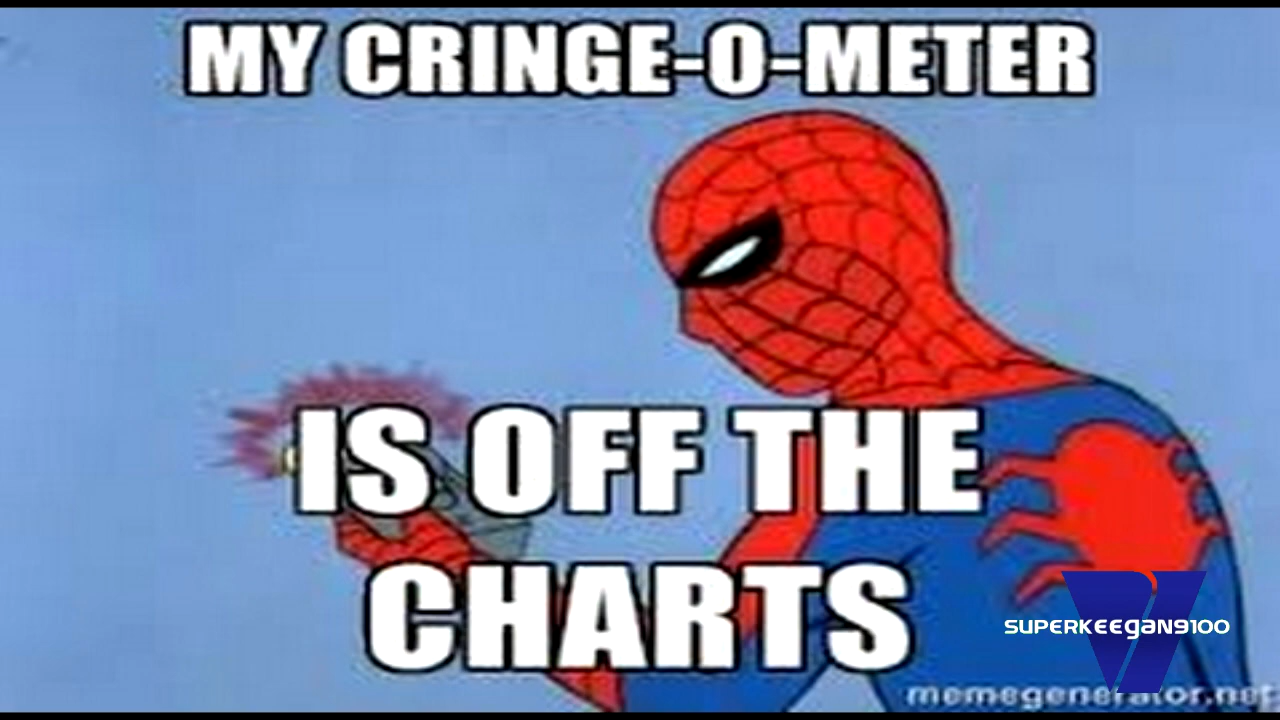 MY CRINGE-O-METER
IS OFF THE
CHARTS
SUPERKEEGAN9100
memegenerator.net